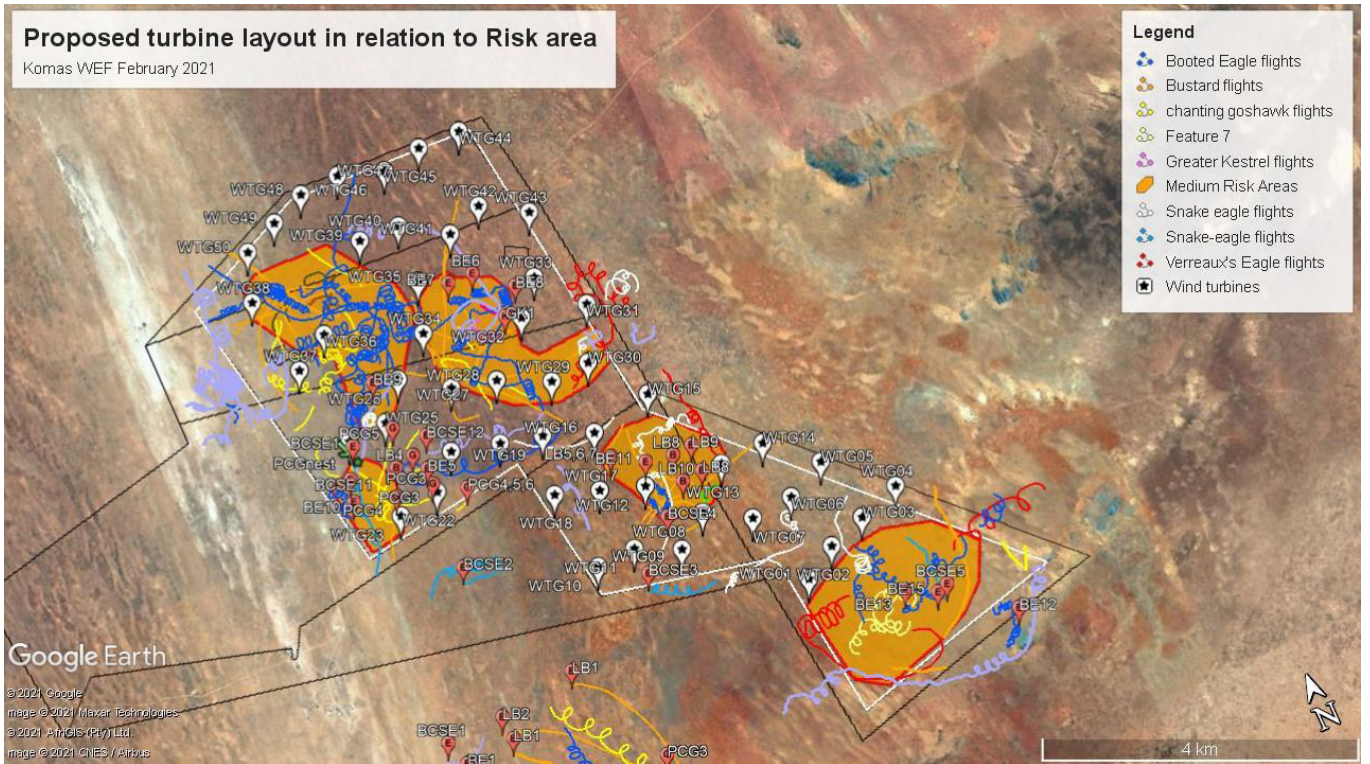 Proposed turbine layout in relation to Risk area
Komas WEF February 2021
Legend
Booted Eagle flights
Bustard flights
chanting goshawk flights
Feature 7
Greater Kestrel flights
Medium Risk Areas
Snake eagle flights
Snake-eagle flights
Verreaux's Eagle flights
Wind turbines
WTG44
WTG45
WTG46
WTG48
WTG42
WTG43
WTG49
WTG40
WTG41
WTG39
WTG50
BE6
WTG33
WTG35
BE7
BE8
WTG38
WTG31
GK1
WTG34
WTG32
WTG36
WTG37
WTG30
WTG29
WTG28
BE9
WTG27
WTG26
WTG15
WTG25
PCG5
BCSE12
WTG16
BCSE1
WTG19
LB5,6,7
LB8
LB9
WTG14
PCGnest
LB4
BE5
BE11
LB10
LB8
WTG05
WTG04
BCSE11
PCG3
PCG4,5,6
WTG17
WTG13
BE10
PCG4
PCG3
WTG12
WTG06
WTG22
WTG18
BCSE4
WTG03
WTG23
WTG08
WTG07
WTG09
BCSE2
WTG11
BCSE3
WTG01
WTG02
BCSE5
WTG10
BE15
BE13
BE12
LB1
LB2
LB1
BCSE1
BE1
PCG3
Google Earth
© 2021 Google
mage © 2021 Maxar Technologies
© 2021 AfriGIS (Pty) Ltd.
mage © 2021 CNES / Airbus
N
4 km